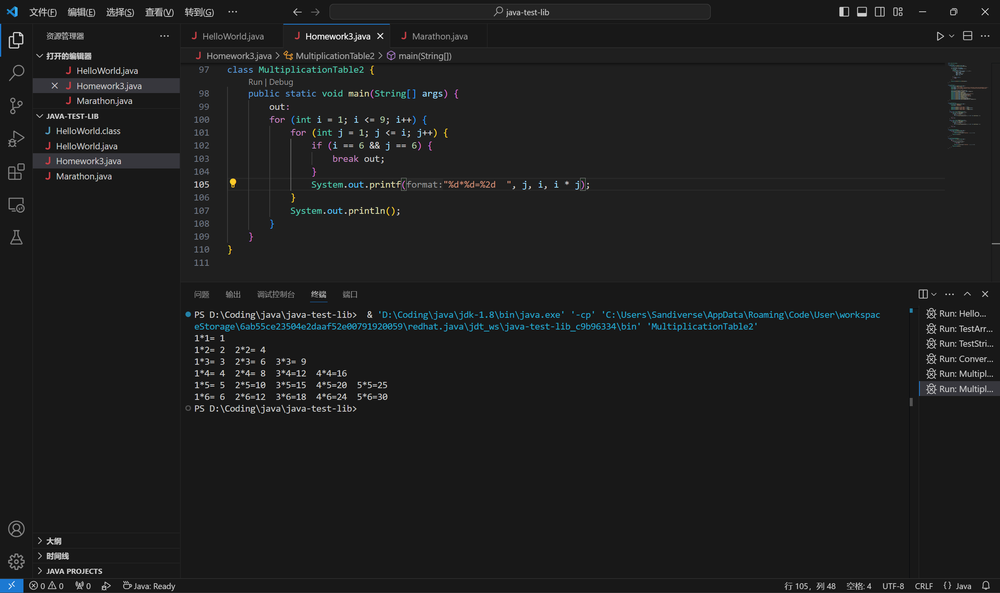 文件(F) 编辑(E) 选择(S) 查看(V) 转到(G) ··· java-test-lib
资源管理器 ···
打开的编辑器
HelloWorld.java
Homework3.java
Marathon.java
JAVA-TEST-LIB
HelloWorld.class
HelloWorld.java
Homework3.java
Marathon.java
大纲
时间线
JAVA PROJECTS
HelloWorld.java Homework3.java Marathon.java
Homework3.java > MultiplicationTable2 > main(String[])
97 class MultiplicationTable2 {
Run | Debug
98 public static void main(String[] args) {
99 out:
100 for (int i = 1; i <= 9; i++) {
101 for (int j = 1; j <= i; j++) {
102 if (i == 6 && j == 6) {
103 break out;
104 }
105 System.out.printf(format:"%d*%d=%2d  ", j, i, i * j);
106 }
107 System.out.println();
108 }
109 }
110 }
111
问题 输出 调试控制台 终端 端口
PS D:\Coding\java\java-test-lib>  & 'D:\Coding\java\jdk-1.8\bin\java.exe' '-cp' 'C:\Users\Sandiverse\AppData\Roaming\Code\User\workspac
eStorage\6ab55ce23504e2daaf52e00791920059\redhat.java\jdt_ws\java-test-lib_c9b96334\bin' 'MultiplicationTable2'
1*1= 1
1*2= 2  2*2= 4
1*3= 3  2*3= 6  3*3= 9
1*4= 4  2*4= 8  3*4=12  4*4=16
1*5= 5  2*5=10  3*5=15  4*5=20  5*5=25
1*6= 6  2*6=12  3*6=18  4*6=24  5*6=30
PS D:\Coding\java\java-test-lib>
Run: Hello...
Run: TestArr...
Run: TestStri...
Run: Conver...
Run: Multipl...
Run: Multipl...
0 0 0 Java: Ready 行 105，列 48 空格: 4 UTF-8 CRLF {} Java